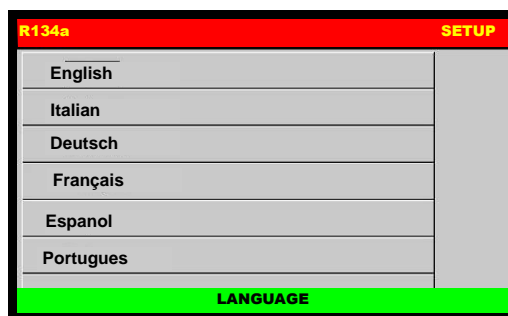 R134a SETUP
English
Italian
Deutsch
Français
Espanol
Portugues
LANGUAGE